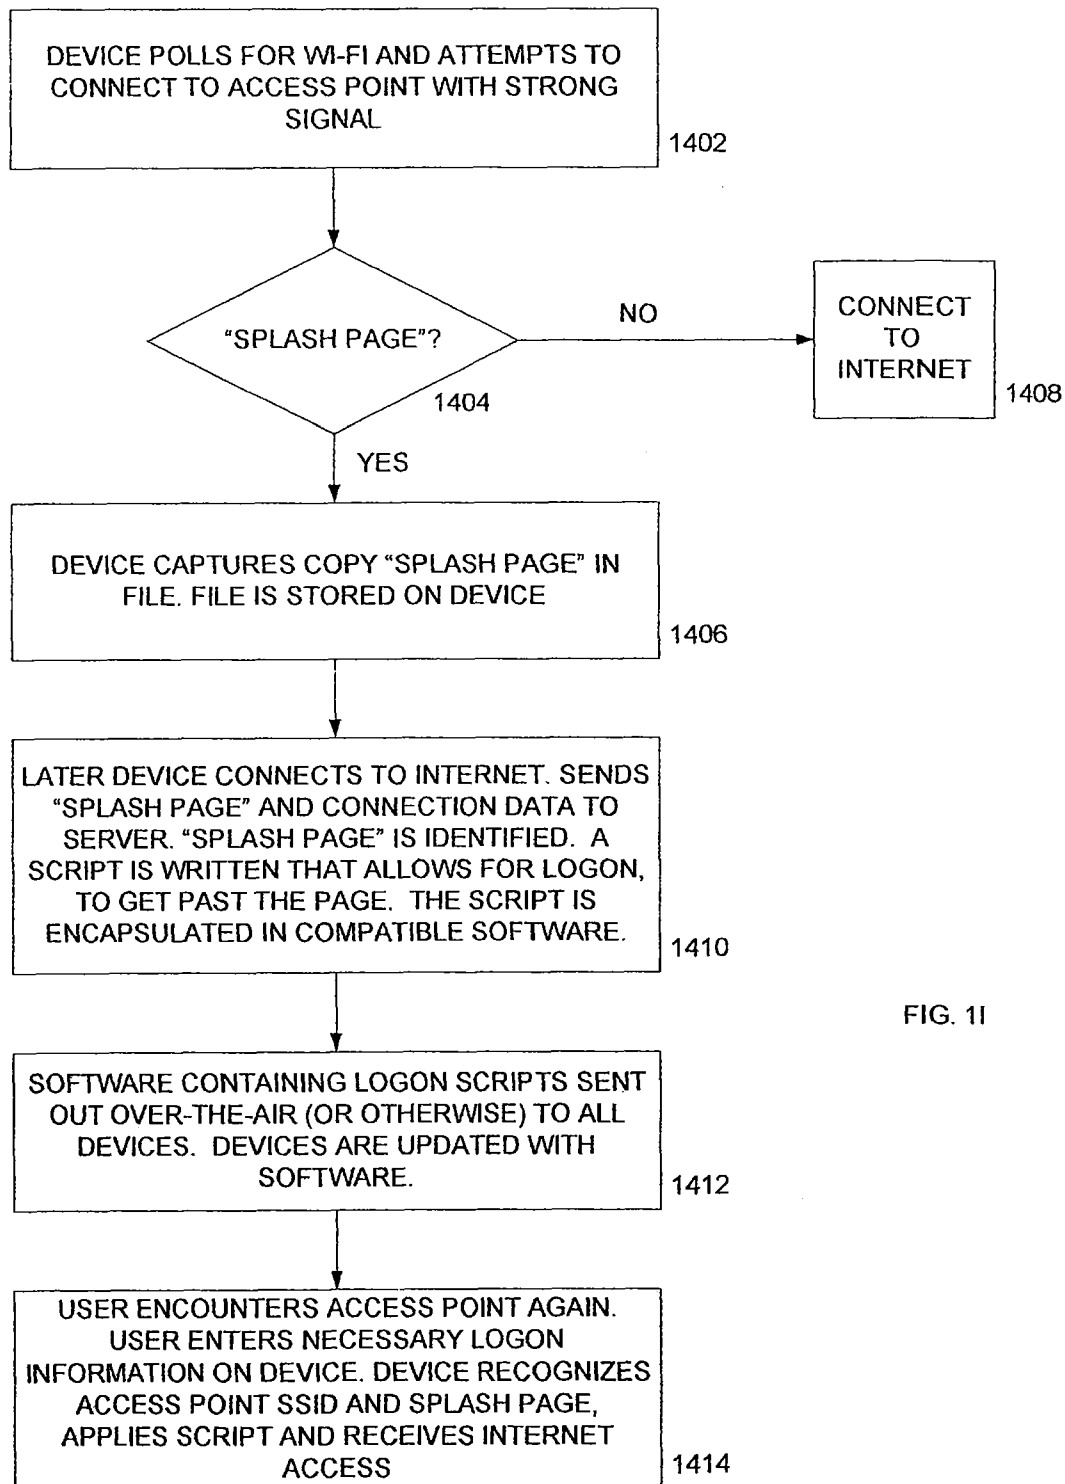 DEVICE POLLS FOR WI-FI AND ATTEMPTS TO
CONNECT TO ACCESS POINT WITH STRONG
SIGNAL
1402
“SPLASH PAGE”?
1404
NO
CONNECT
TO
INTERNET
1408
YES
DEVICE CAPTURES COPY “SPLASH PAGE” IN
FILE. FILE IS STORED ON DEVICE
1406
LATER DEVICE CONNECTS TO INTERNET. SENDS
“SPLASH PAGE” AND CONNECTION DATA TO
SERVER. “SPLASH PAGE” IS IDENTIFIED. A
SCRIPT IS WRITTEN THAT ALLOWS FOR LOGON,
TO GET PAST THE PAGE. THE SCRIPT IS
ENCAPSULATED IN COMPATIBLE SOFTWARE.
1410
FIG. 1I
SOFTWARE CONTAINING LOGON SCRIPTS SENT
OUT OVER-THE-AIR (OR OTHERWISE) TO ALL
DEVICES. DEVICES ARE UPDATED WITH
SOFTWARE.
1412
USER ENCOUNTERS ACCESS POINT AGAIN.
USER ENTERS NECESSARY LOGON
INFORMATION ON DEVICE. DEVICE RECOGNIZES
ACCESS POINT SSID AND SPLASH PAGE,
APPLIES SCRIPT AND RECEIVES INTERNET
ACCESS
1414